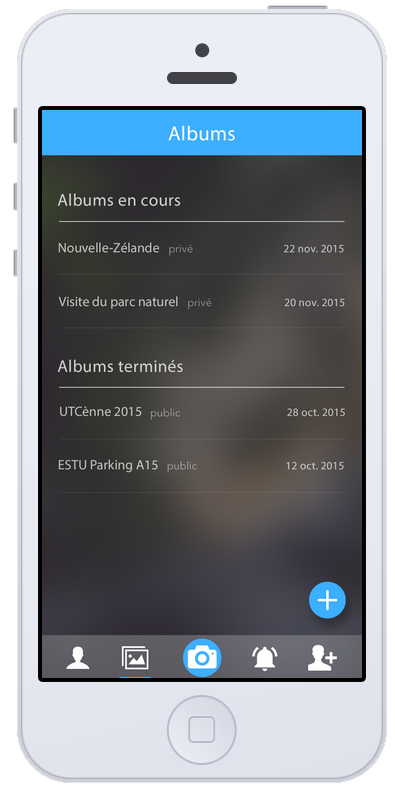 Albums
Albums en cours
Nouvelle-Zélande privé 22 nov. 2015
Visite du parc naturel privé 20 nov. 2015
Albums terminés
UTCènne 2015 public 28 oct. 2015
ESTU Parking A15 public 12 oct. 2015